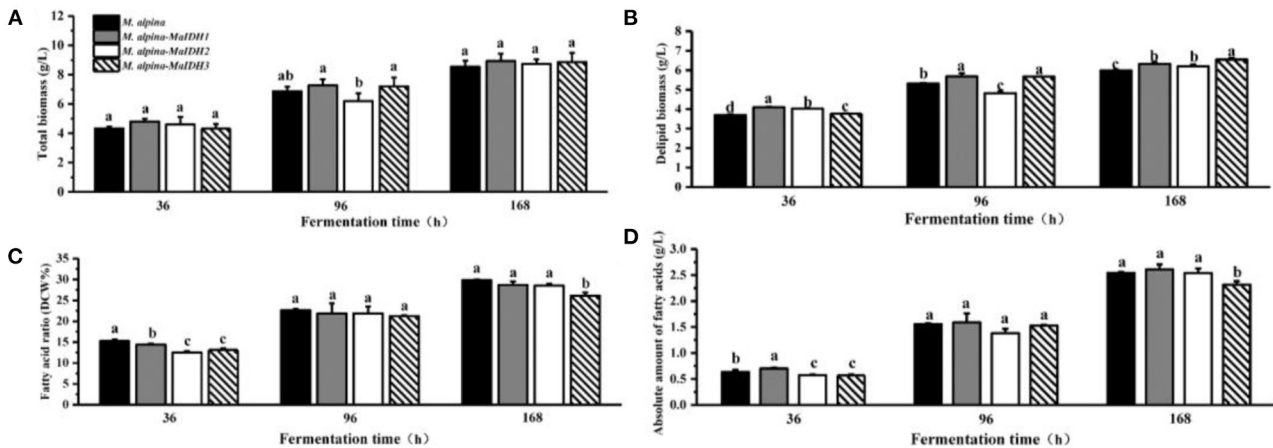 A
Total biomass (g/L)
12
10
8
6
4
2
0
M. alpina
M. alpina-MaIDH1
M. alpina-MaIDH2
M. alpina-MaIDH3
a a a a
ab a b a
a a a a
36 96 168
Fermentation time（h）
B
Delipid biomass (g/L)
8
7
6
5
4
3
2
1
0
d a b c
b a c a
c b b a
36 96 168
Fermentation time（h）
C
Fatty acid ratio (DCW%)
35
30
25
20
15
10
5
0
a b c c
a a a a
a a a b
36 96 168
Fermentation time（h）
D
Absolute amount of fatty acids (g/L)
3.0
2.5
2.0
1.5
1.0
0.5
0.0
b a c c
a a a a
a a a b
36 96 168
Fermentation time（h）